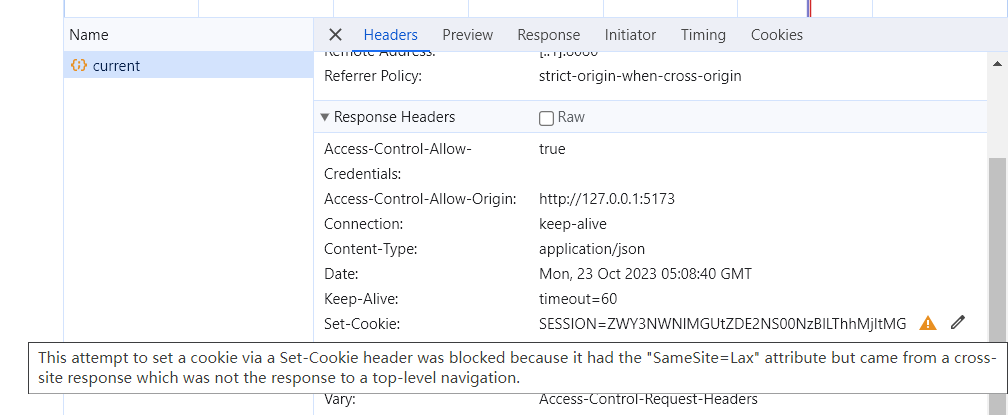 Name
Headers Preview Response Initiator Timing Cookies
current
Remote Address: [::1]:8080
Referrer Policy: strict-origin-when-cross-origin
Response Headers Raw
Access-Control-Allow- true
Credentials:
Access-Control-Allow-Origin: http://127.0.0.1:5173
Connection: keep-alive
Content-Type: application/json
Date: Mon, 23 Oct 2023 05:08:40 GMT
Keep-Alive: timeout=60
Set-Cookie: SESSION=ZWY3NWNIMGUtZDE2NS00NzBlLThhMjItMG
This attempt to set a cookie via a Set-Cookie header was blocked because it had the "SameSite=Lax" attribute but came from a cross-
site response which was not the response to a top-level navigation.
Vary: Access-Control-Request-Headers